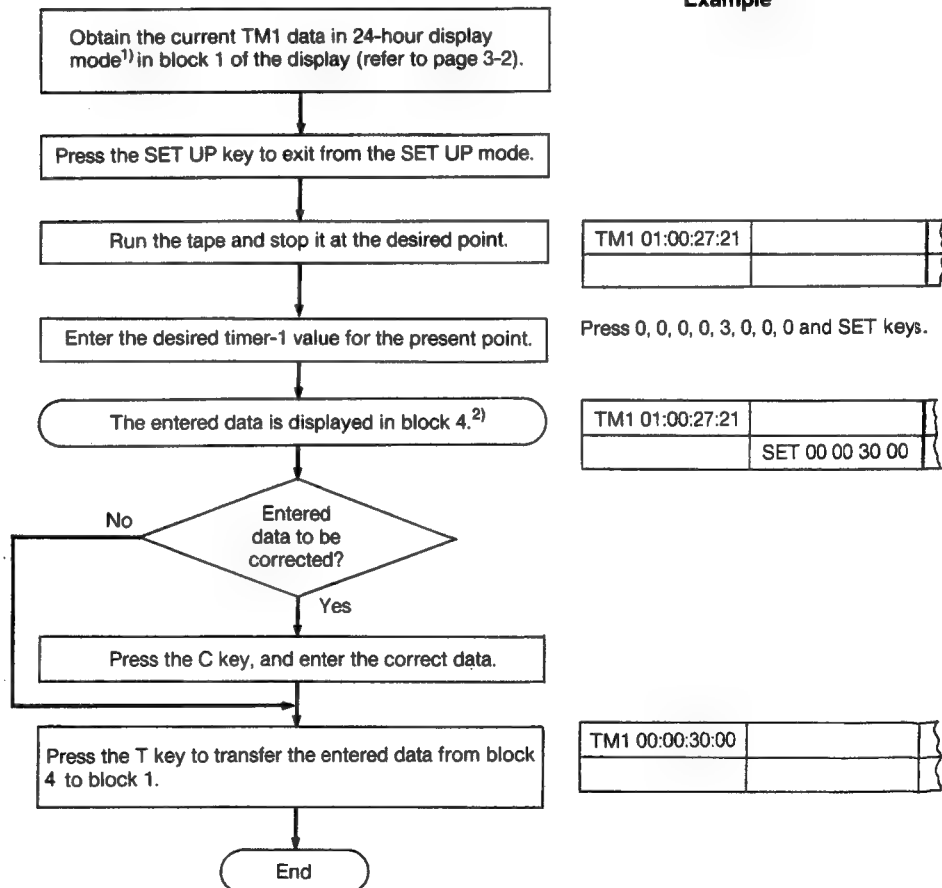 Example
Obtain the current TM1 data in 24-hour display
mode1) in block 1 of the display (refer to page 3-2).
Press the SET UP key to exit from the SET UP mode.
Run the tape and stop it at the desired point.
TM1 01:00:27:21
Enter the desired timer-1 value for the present point.
Press 0, 0, 0, 0, 3, 0, 0, 0 and SET keys.
The entered data is displayed in block 4.2)
TM1 01:00:27:21
SET 00 00 30 00
No
Entered
data to be
corrected?
Yes
Press the C key, and enter the correct data.
Press the T key to transfer the entered data from block
4 to block 1.
TM1 00:00:30:00
End